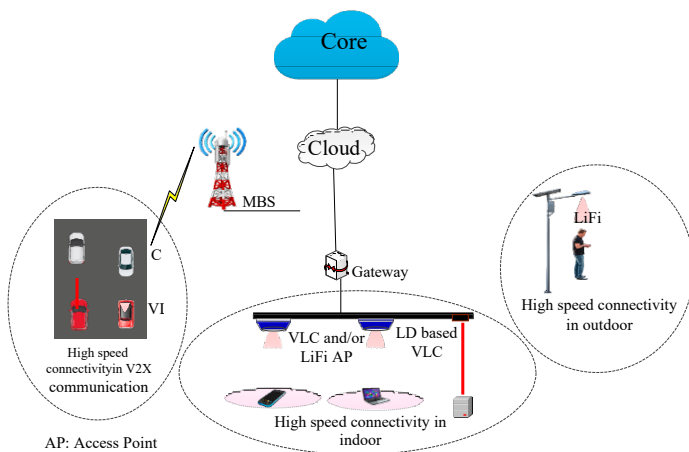 Core
Cloud
MBS
LiFi
C
Gateway
VI
High speed connectivity
in outdoor
VLC and/or
LiFi AP
LD based
VLC
High speed
connectivityin V2X
communication
High speed connectivity in
indoor
AP: Access Point